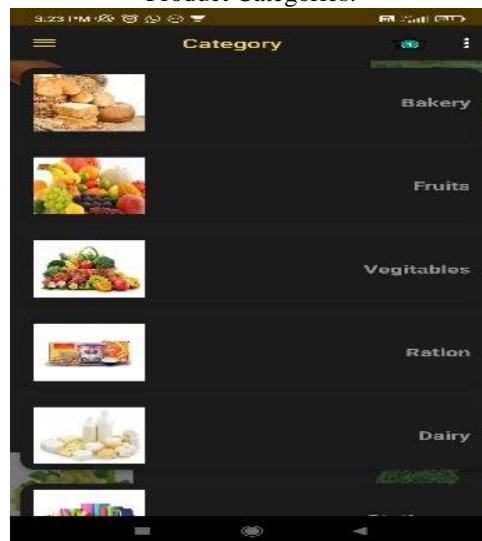 Product Categories:
3:23 PM
Category
Bakery
Fruits
Vegitables
Ration
Dairy